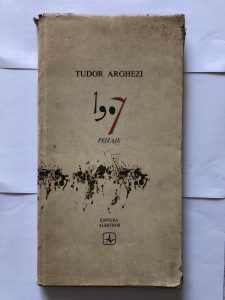 TUDOR ARGHEZI
1907
PEIZAJE
EDITURA
ALBATROS